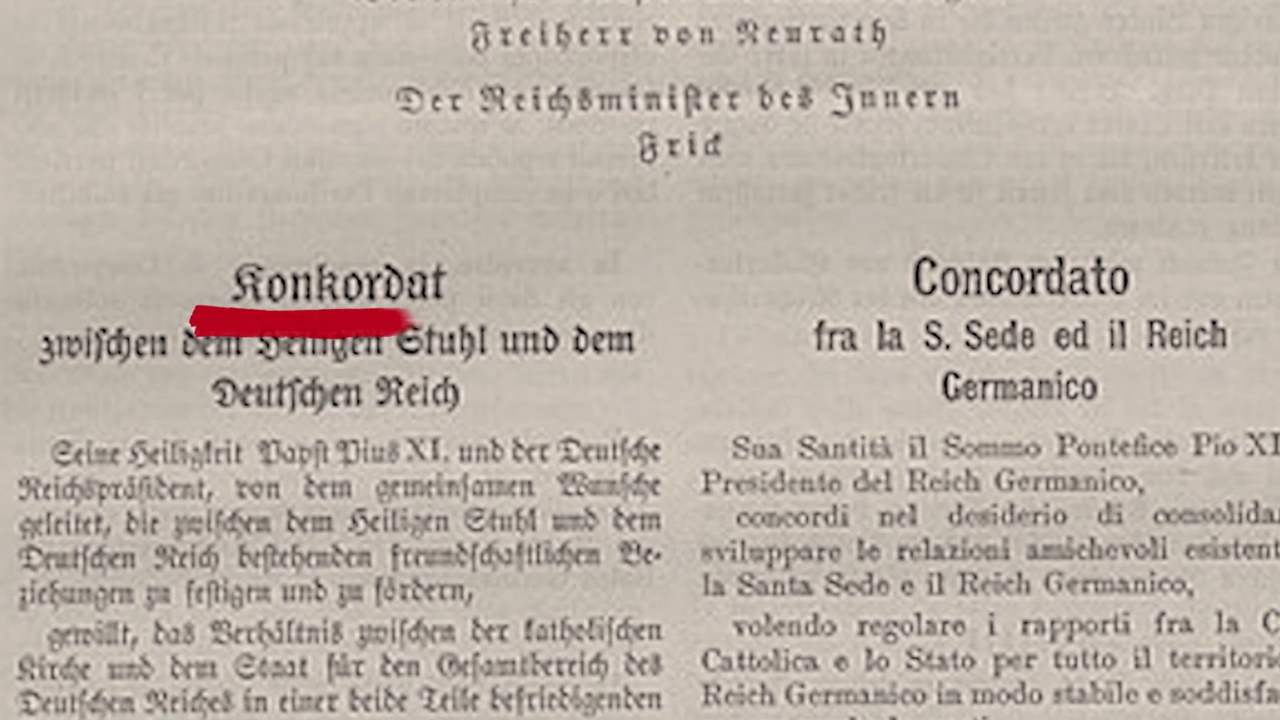 Freiherr von Neurath
Der Reichsminister des Innern
Frick
Konkordat
zwischen dem Heiligen Stuhl und dem
Deutschen Reich
Seine Heiligkeit Papst Pius XI. und der Deutsche
Reichspräsident, von dem gemeinsamen Wunsche
geleitet, die zwischen dem Heiligen Stuhl und dem
Deutschen Reich bestehenden freundschaftlichen Be-
ziehungen zu festigen und zu fördern,
gewillt, das Verhältnis zwischen der katholischen
Kirche und dem Staat für den Gesamtbereich des
Deutschen Reiches in einer beide Teile befriedigenden
Concordato
fra la S. Sede ed il Reich
Germanico
Sua Santità il Sommo Pontefice Pio XI
Presidente del Reich Germanico,
concordi nel desiderio di consolida
sviluppare le relazioni amichevoli esistent
la Santa Sede e il Reich Germanico,
volendo regolare i rapporti fra la C
Cattolica e lo Stato per tutto il territorio
Reich Germanico in modo stabile e soddisfa